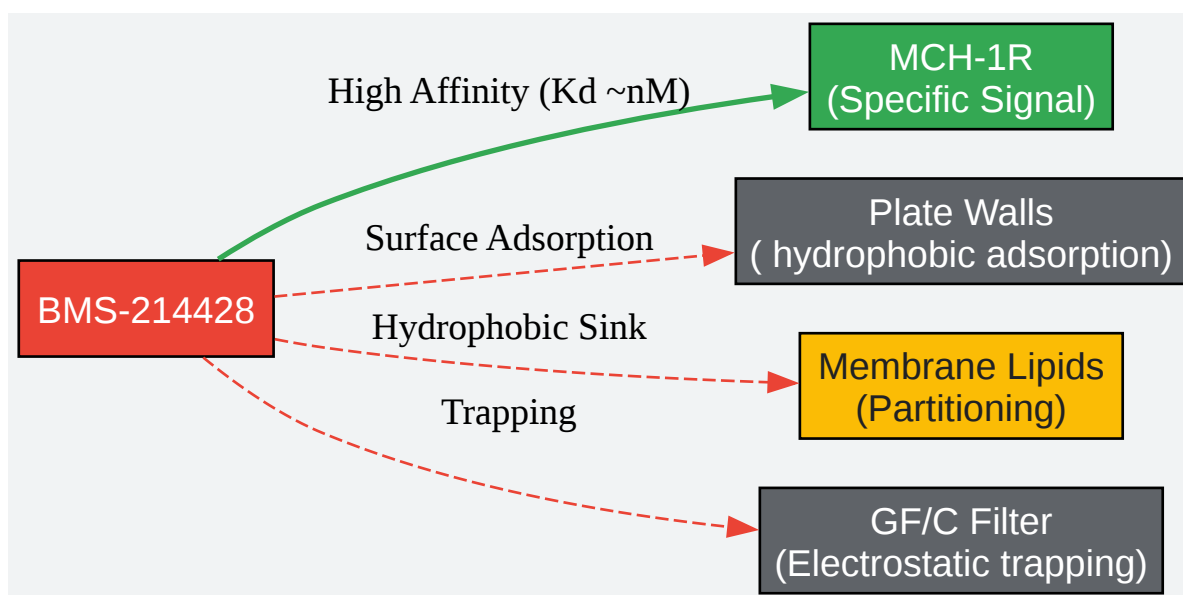 High Affinity (Kd ~nM)
MCH-1R
(Specific Signal)
Surface Adsorption
Plate Walls
( hydrophobic adsorption)
BMS-214428
Hydrophobic Sink
Membrane Lipids
(Partitioning)
Trapping
GF/C Filter
(Electrostatic trapping)